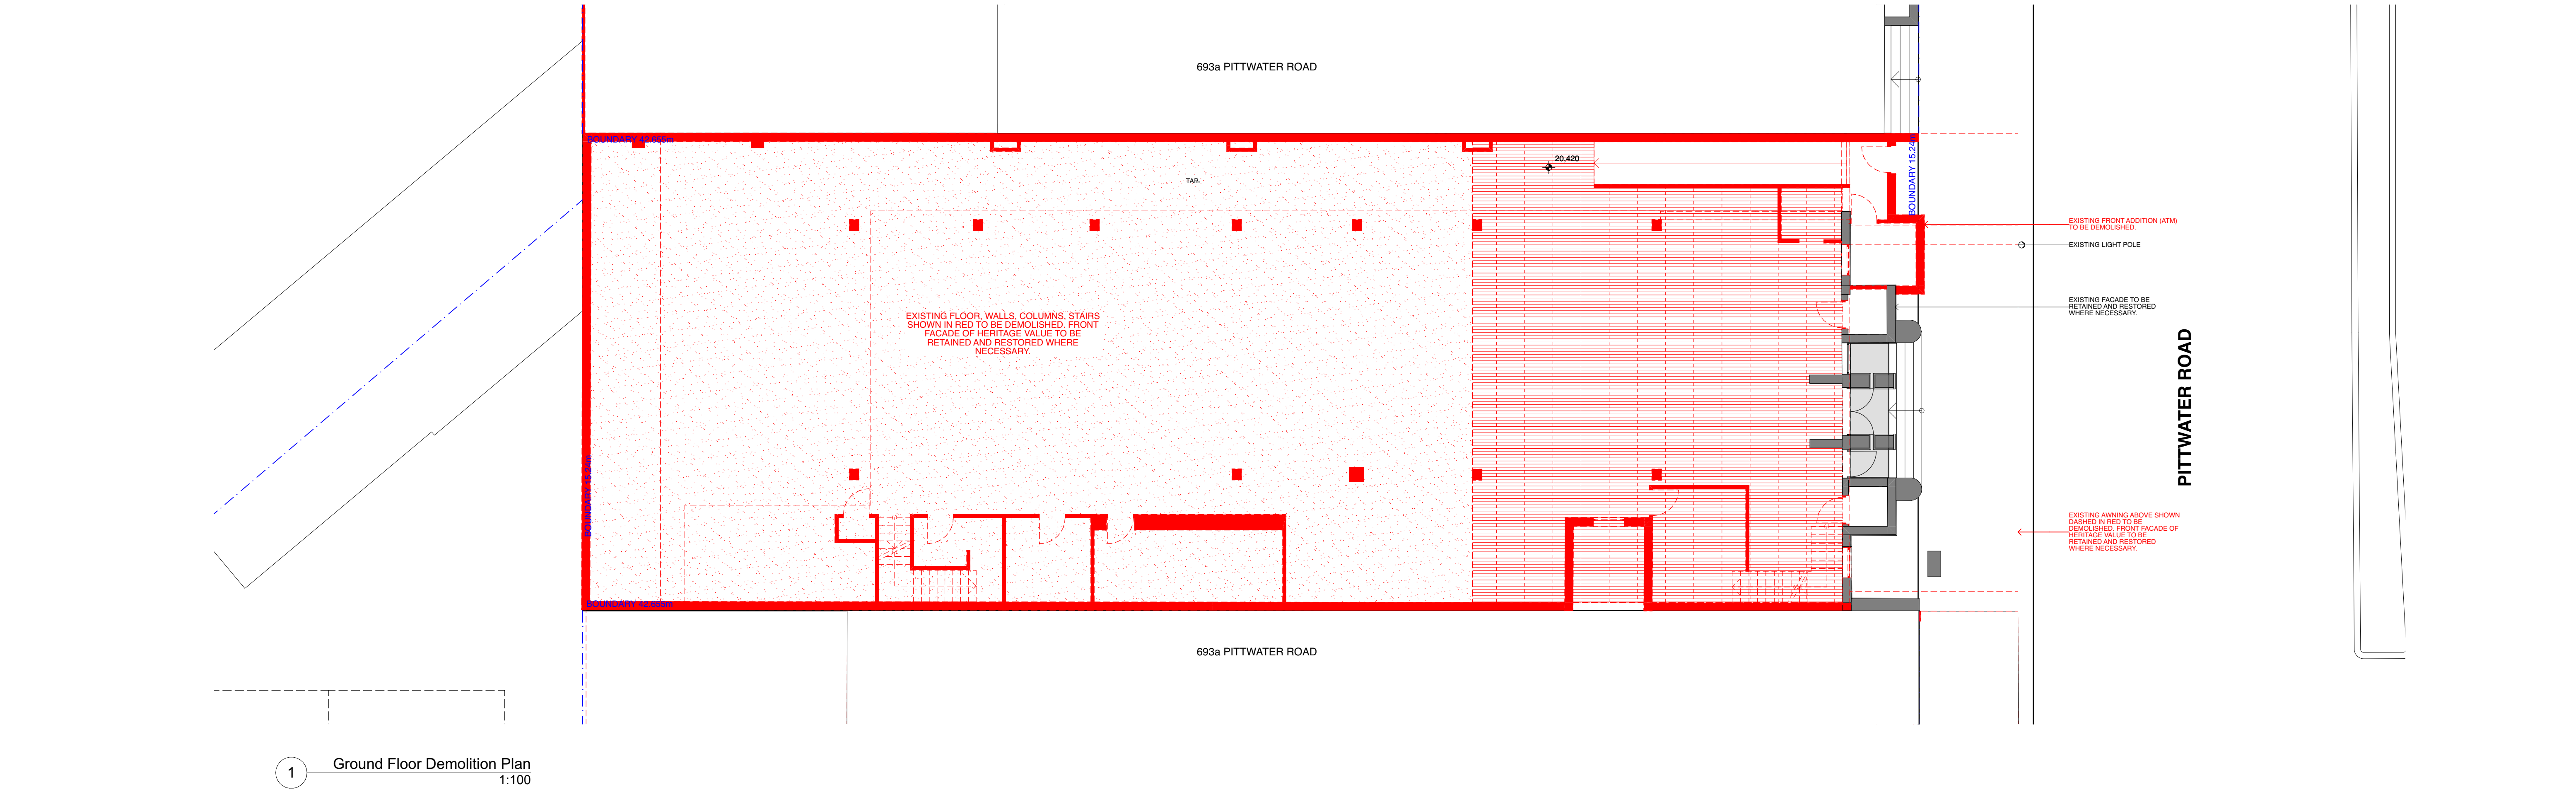 693a PITTWATER ROAD
BOUNDARY 42.655m
BOUNDARY 15.24m
20,420
TAP.
EXISTING FRONT ADDITION (ATM)
TO BE DEMOLISHED.
EXISTING LIGHT POLE
EXISTING FACADE TO BE
RETAINED AND RESTORED
WHERE NECESSARY.
EXISTING FLOOR, WALLS, COLUMNS, STAIRS
SHOWN IN RED TO BE DEMOLISHED. FRONT
FACADE OF HERITAGE VALUE TO BE
RETAINED AND RESTORED WHERE
NECESSARY.
PITTWATER ROAD
BOUNDARY 15.24m
EXISTING AWNING ABOVE SHOWN
DASHED IN RED TO BE
DEMOLISHED. FRONT FACADE OF
HERITAGE VALUE TO BE
RETAINED AND RESTORED
WHERE NECESSARY.
BOUNDARY 42.655m
693a PITTWATER ROAD
1
Ground Floor Demolition Plan
1:100